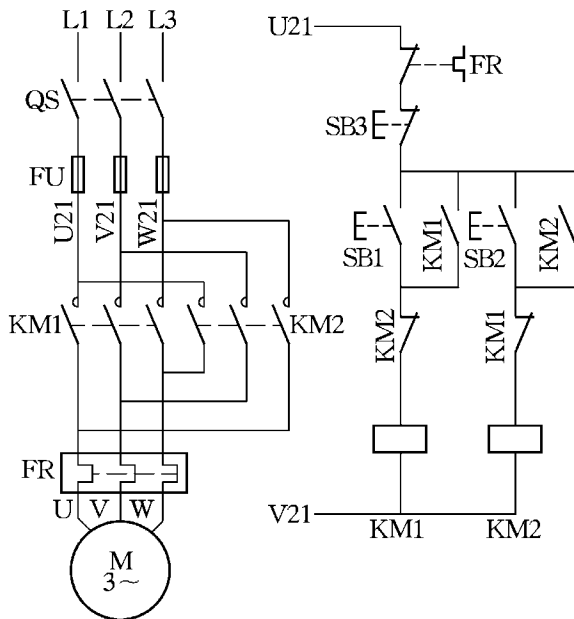 L1 L2 L3
QS
FU
U21
V21
W21
KM1
KM2
FR
U V W
M
3～
U21
FR
SB3
SB1
KM1
SB2
KM2
KM2
KM1
V21
KM1 KM2